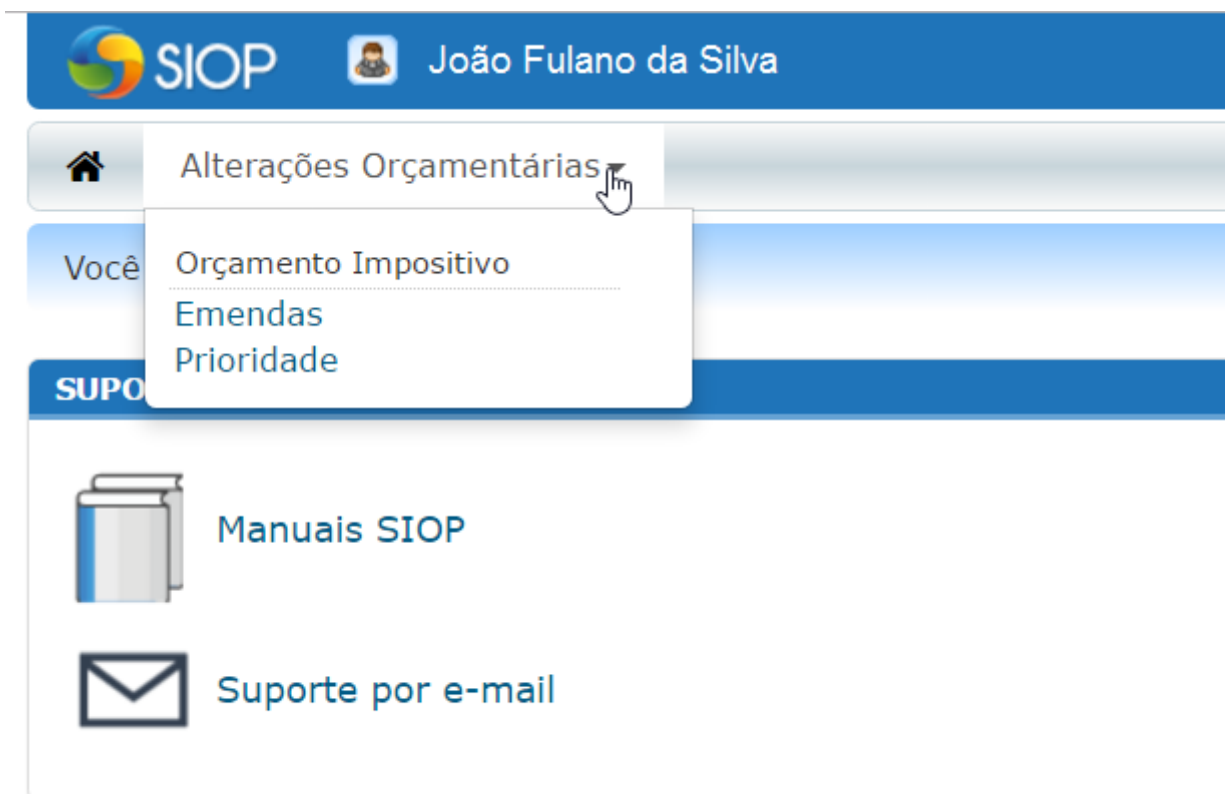 SIOP João Fulano da Silva
Alterações Orçamentárias
Você
Orçamento Impositivo
Emendas
Prioridade
SUPO
Manuais SIOP
Suporte por e-mail